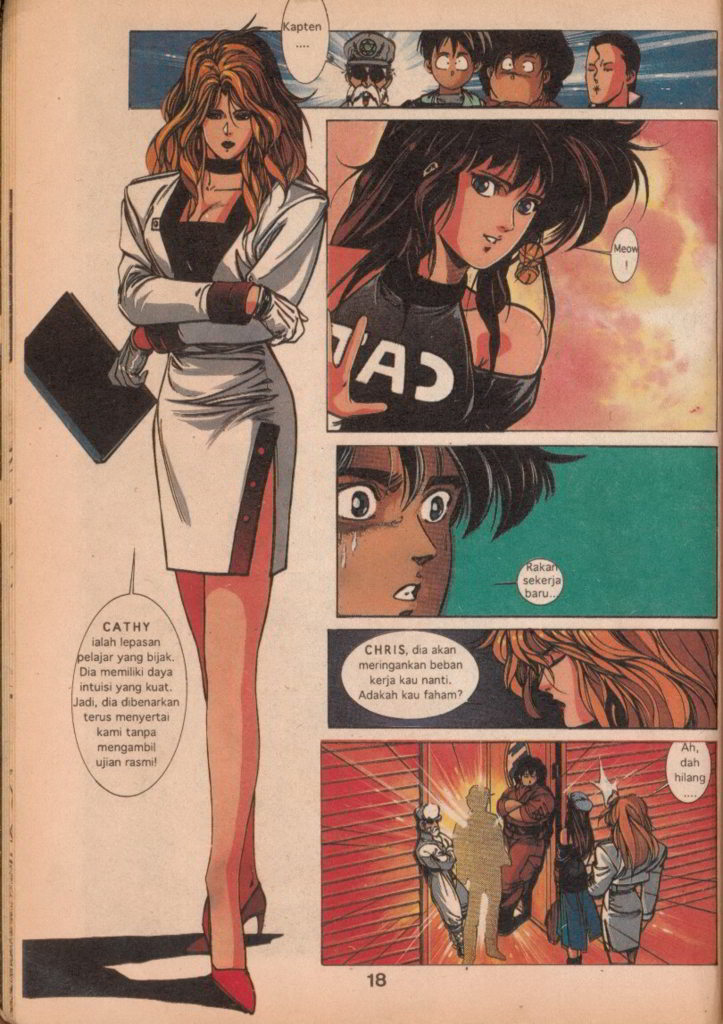 Kapten
....
Meow
!
CAT
Rakan
sekerja
baru...
CATHY
ialah lepasan
pelajar yang bijak.
Dia memiliki daya
intuisi yang kuat.
Jadi, dia dibenarkan
terus menyertai
kami tanpa
mengambil
ujian rasmi!
CHRIS, dia akan
meringankan beban
kerja kau nanti.
Adakah kau faham?
Ah,
dah
hilang
....
18